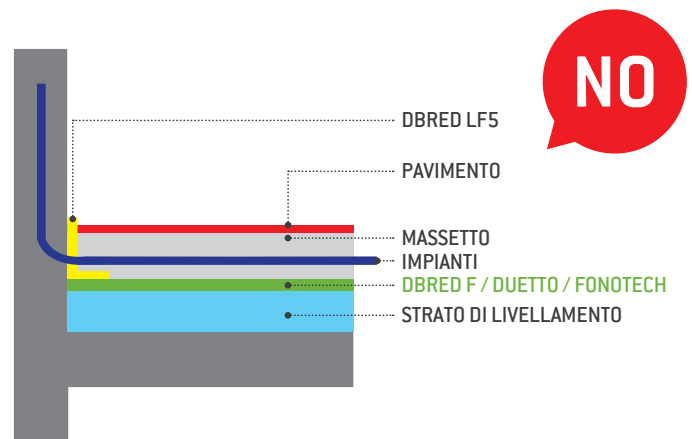 NO
DBRED LF5
PAVIMENTO
MASSETTO
IMPIANTI
DBRED F / DUETTO / FONOTECH
STRATO DI LIVELLAMENTO